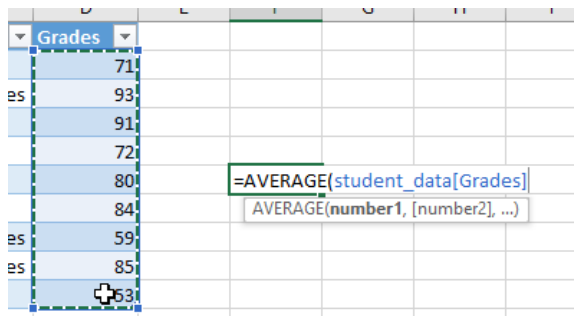 Grades
71
es 93
91
72
80 =AVERAGE(student_data[Grades]
84 AVERAGE(number1, [number2], ...)
es 59
es 85
53